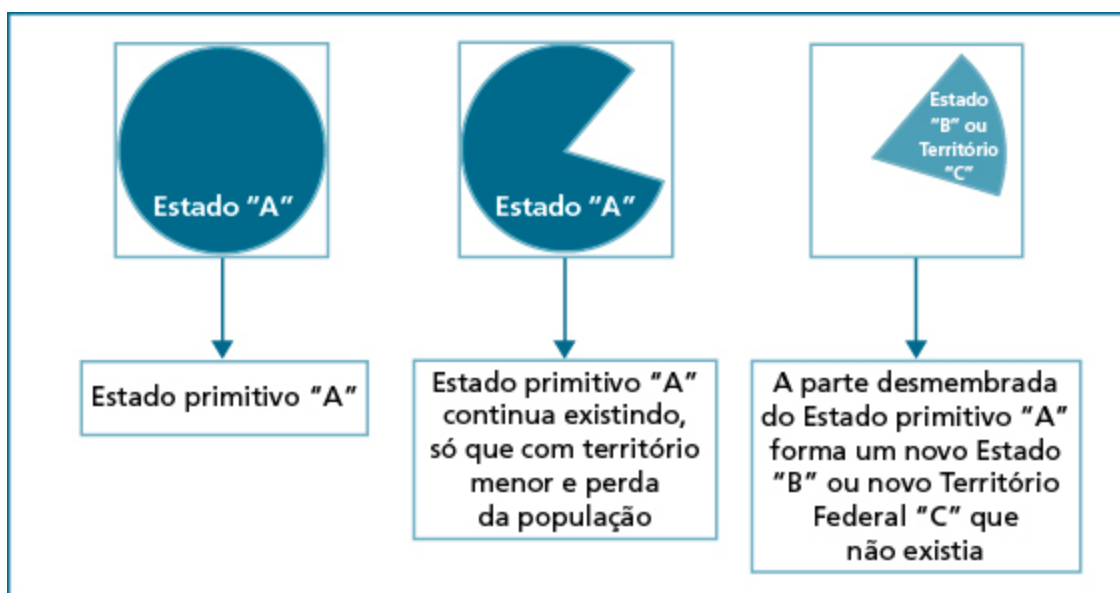 Estado “A”
Estado “A”
Estado
“B” ou
Território
“C”
Estado primitivo “A”
Estado primitivo “A”
continua existindo,
só que com território
menor e perda
da população
A parte desmembrada
do Estado primitivo “A”
forma um novo Estado
“B” ou novo Território
Federal “C” que
não existia